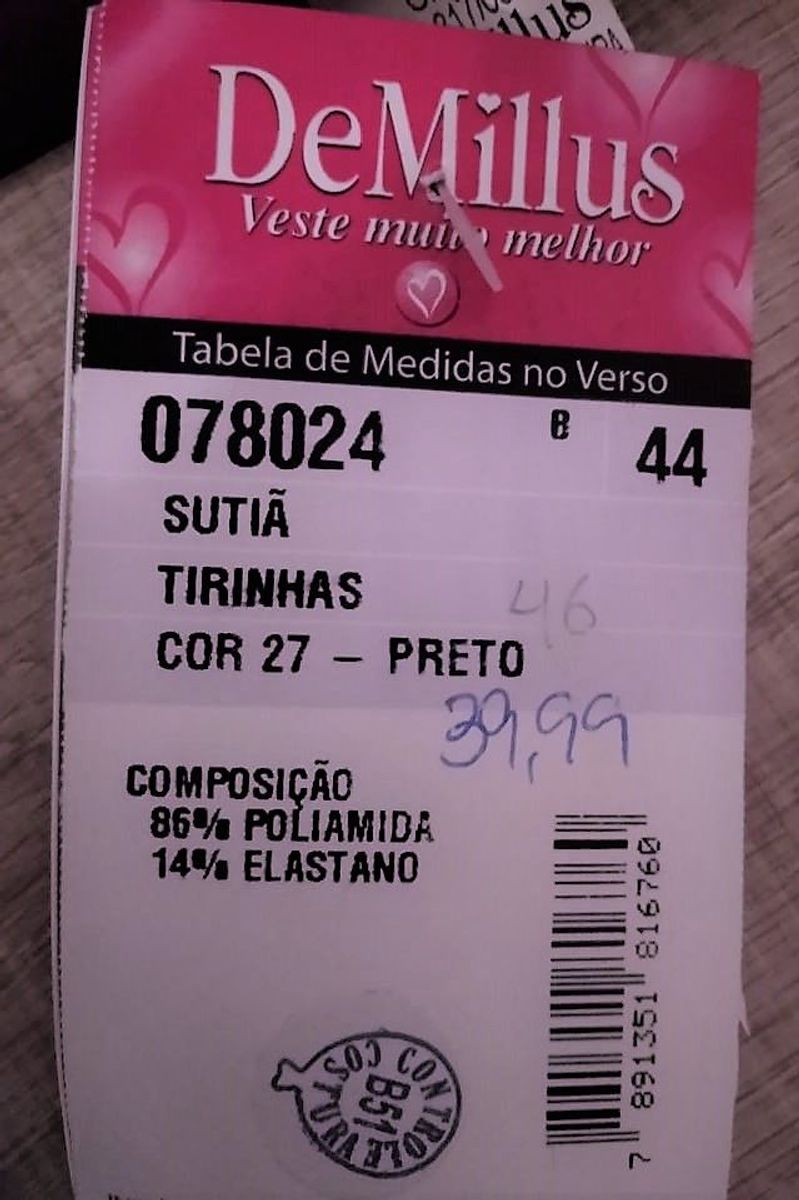 DeMillus
Veste muito melhor
Tabela de Medidas no Verso
078024 B 44
SUTIÃ
TIRINHAS
46
COR 27 – PRETO
39,99
COMPOSIÇÃO
86% POLIAMIDA
14% ELASTANO
7 891351 816760
CONTROLE
COSTURA
B51